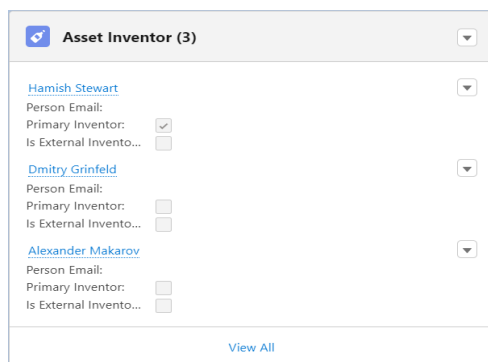 Asset Inventor (3)
Hamish Stewart
Person Email:
Primary Inventor:
Is External Invento...
Dmitry Grinfeld
Person Email:
Primary Inventor:
Is External Invento...
Alexander Makarov
Person Email:
Primary Inventor:
Is External Invento...
View All